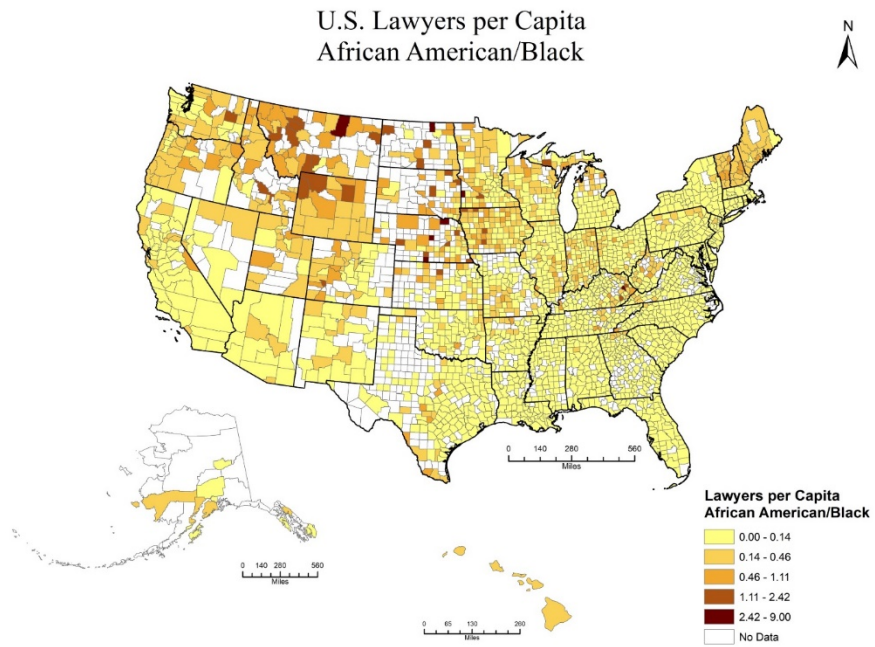 U.S. Lawyers per Capita
African American/Black
N
0 140 280 560
Miles
0 140 280 560
Miles
0 65 130 260
Miles
Lawyers per Capita
African American/Black
0.00 - 0.14
0.14 - 0.46
0.46 - 1.11
1.11 - 2.42
2.42 - 9.00
No Data